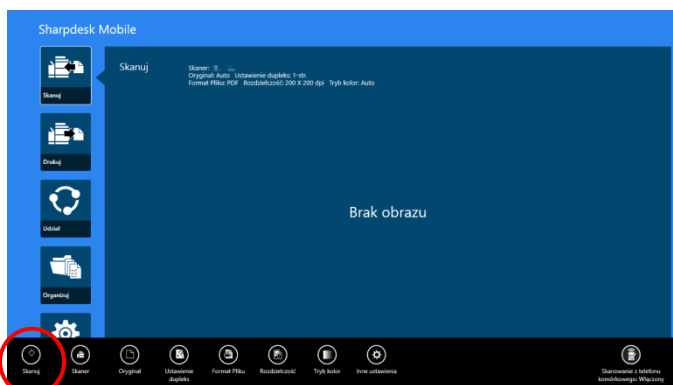 Sharpdesk Mobile
Skanuj
Skanuj
Skaner:
Oryginał: Auto Ustawienie dupleks: 1-str.
Format Pliku: PDF Rozdzielczość: 200 X 200 dpi Tryb kolor: Auto
Drukuj
Brak obrazu
Udział
Organizuj
Skanuj
Skaner
Oryginał
Ustawienie
dupleks
Format Pliku
Rozdzielczość
Tryb kolor
Inne ustawienia
Skanowanie z telefonu
komórkowego: Włączony